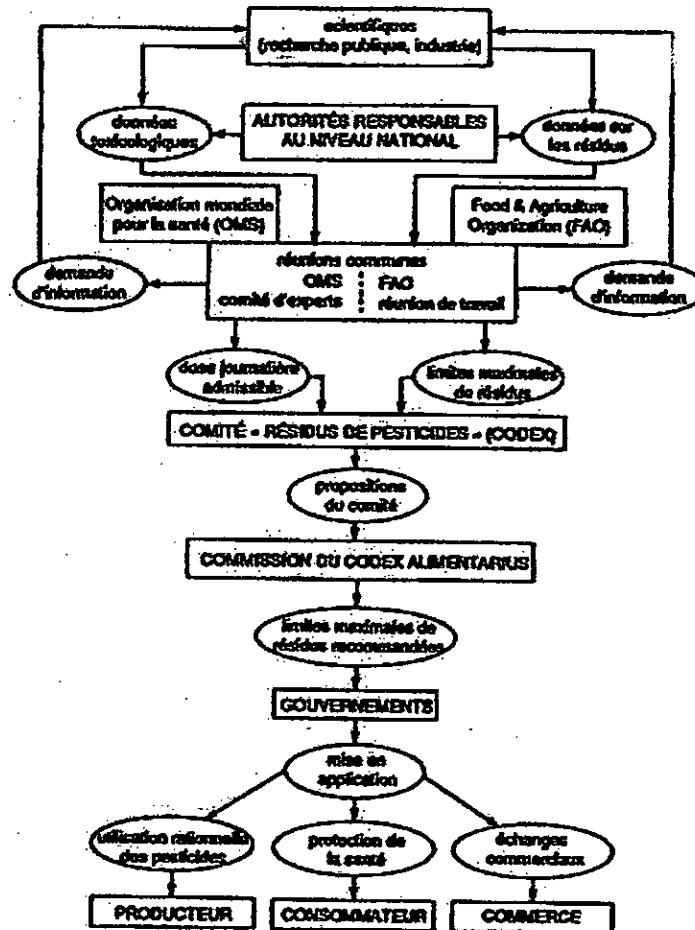 scientifiques
(recherche publique, industrie)
données
toxicologiques
AUTORITÉS RESPONSABLES
AU NIVEAU NATIONAL
données sur
les résidus
Organisation mondiale
pour la santé (OMS)
Food & Agriculture
Organization (FAO)
réunions communes
OMS FAO
comité d'experts réunion de travail
demande
d'information
demande
d'information
dose journalière
admissible
limites maximales
de résidus
COMITÉ « RÉSIDUS DE PESTICIDES » (CODEX)
propositions
du comité
COMMISSION DU CODEX ALIMENTARIUS
limites maximales de
résidus recommandées
GOUVERNEMENTS
mise en
application
utilisation rationnelle
des pesticides
protection de
la santé
échanges
commerciaux
PRODUCTEUR
CONSOMMATEUR
COMMERCE